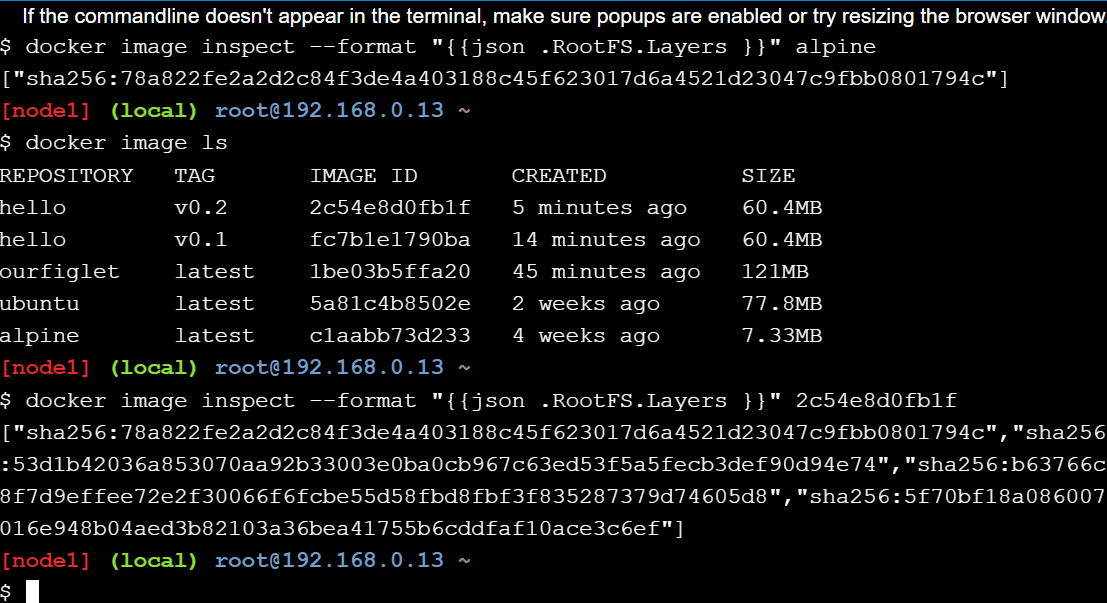 If the commandline doesn't appear in the terminal, make sure popups are enabled or try resizing the browser window.
$ docker image inspect --format "{{json .RootFS.Layers }}" alpine
["sha256:78a822fe2a2d2c84f3de4a403188c45f623017d6a4521d23047c9fbb0801794c"]
[node1] (local) root@192.168.0.13 ~
$ docker image ls
REPOSITORY   TAG       IMAGE ID       CREATED          SIZE
hello        v0.2      2c54e8d0fb1f   5 minutes ago    60.4MB
hello        v0.1      fc7b1e1790ba   14 minutes ago   60.4MB
ourfiglet    latest    1be03b5ffa20   45 minutes ago   121MB
ubuntu       latest    5a81c4b8502e   2 weeks ago      77.8MB
alpine       latest    c1aabb73d233   4 weeks ago      7.33MB
[node1] (local) root@192.168.0.13 ~
$ docker image inspect --format "{{json .RootFS.Layers }}" 2c54e8d0fb1f
["sha256:78a822fe2a2d2c84f3de4a403188c45f623017d6a4521d23047c9fbb0801794c","sha256
:53d1b42036a853070aa92b33003e0ba0cb967c63ed53f5a5fecb3def90d94e74","sha256:b63766c
8f7d9effee72e2f30066f6fcbe55d58fbd8fbf3f835287379d74605d8","sha256:5f70bf18a086007
016e948b04aed3b82103a36bea41755b6cddfaf10ace3c6ef"]
[node1] (local) root@192.168.0.13 ~
$